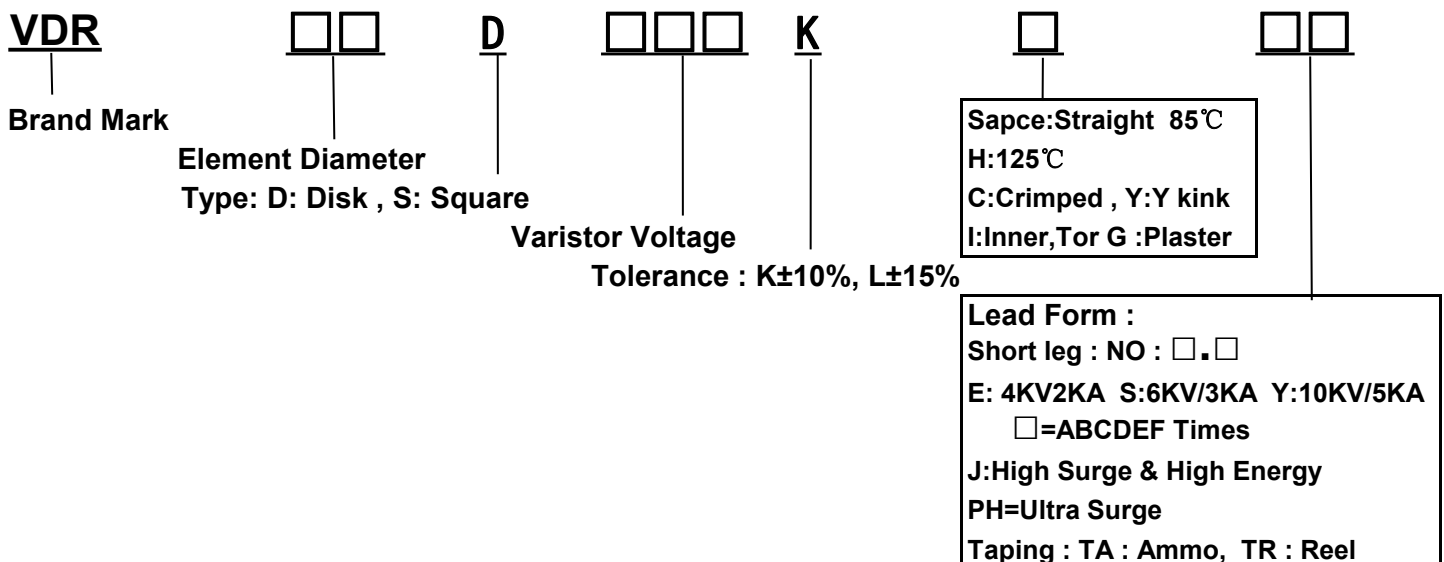 VDR □□ D □□□ K □ □□
Brand Mark
Element Diameter
Type: D: Disk , S: Square
Varistor Voltage
Tolerance : K±10%, L±15%
Sapce:Straight 85℃
H:125℃
C:Crimped , Y:Y kink
I:Inner,Tor G :Plaster
Lead Form :
Short leg : NO : □.□
E: 4KV2KA S:6KV/3KA Y:10KV/5KA
□=ABCDEF Times
J:High Surge & High Energy
PH=Ultra Surge
Taping : TA : Ammo, TR : Reel